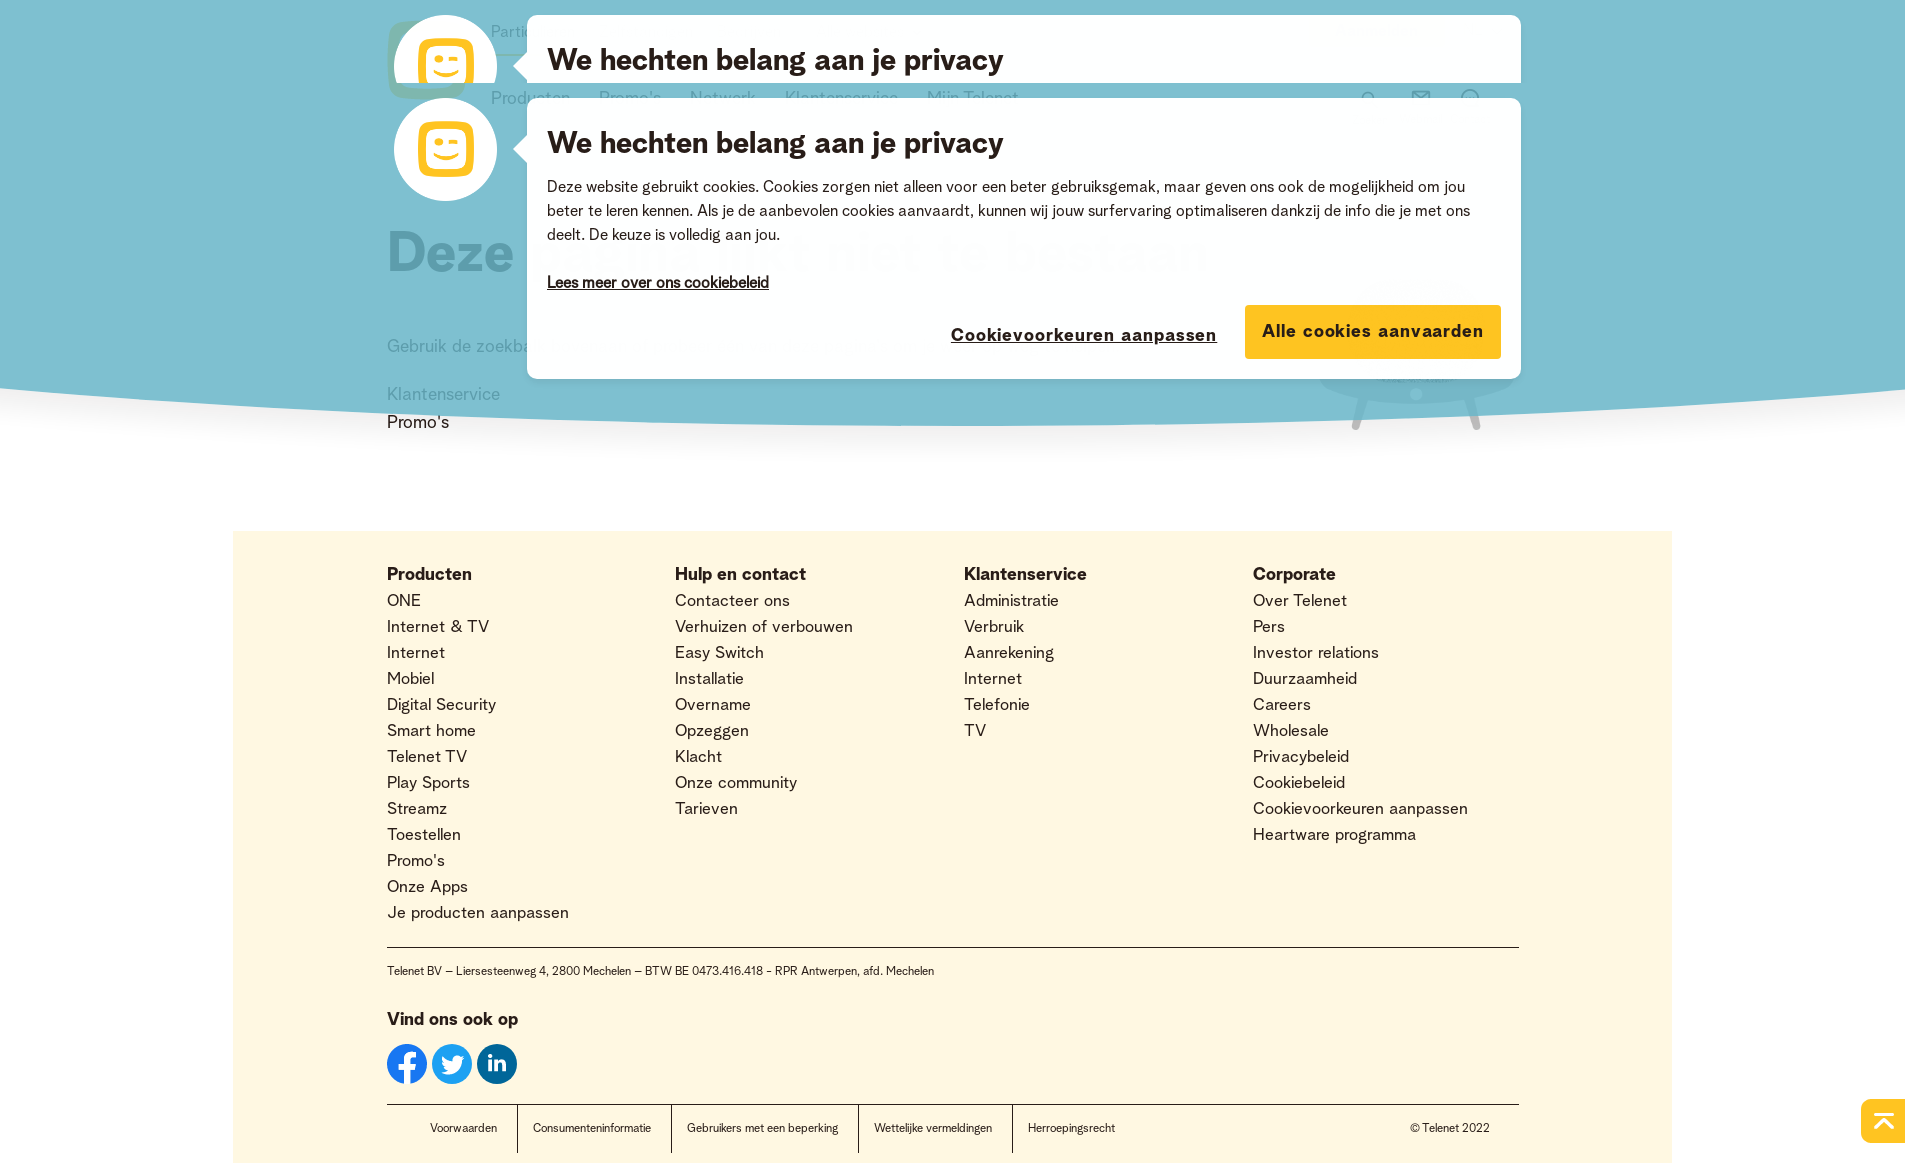 Partic
We hechten belang aan je privacy
Producten Promo's Netwerk Klantenservice Mijn Telenet
We hechten belang aan je privacy
Deze website gebruikt cookies. Cookies zorgen niet alleen voor een beter gebruiksgemak, maar geven ons ook de mogelijkheid om jou
beter te leren kennen. Als je de aanbevolen cookies aanvaardt, kunnen wij jouw surfervaring optimaliseren dankzij de info die je met ons
deelt. De keuze is volledig aan jou.
Lees meer over ons cookiebeleid
Cookievoorkeuren aanpassen
Alle cookies aanvaarden
Deze
Gebruik de zoekba
Klantenservice
Promo's
Producten
ONE
Internet & TV
Internet
Mobiel
Digital Security
Smart home
Telenet TV
Play Sports
Streamz
Toestellen
Promo's
Onze Apps
Je producten aanpassen
Hulp en contact
Contacteer ons
Verhuizen of verbouwen
Easy Switch
Installatie
Overname
Opzeggen
Klacht
Onze community
Tarieven
Klantenservice
Administratie
Verbruik
Aanrekening
Internet
Telefonie
TV
Corporate
Over Telenet
Pers
Investor relations
Duurzaamheid
Careers
Wholesale
Privacybeleid
Cookiebeleid
Cookievoorkeuren aanpassen
Heartware programma
Telenet BV – Liersesteenweg 4, 2800 Mechelen – BTW BE 0473.416.418 - RPR Antwerpen, afd. Mechelen
Vind ons ook op
Voorwaarden
Consumenteninformatie
Gebruikers met een beperking
Wettelijke vermeldingen
Herroepingsrecht
© Telenet 2022